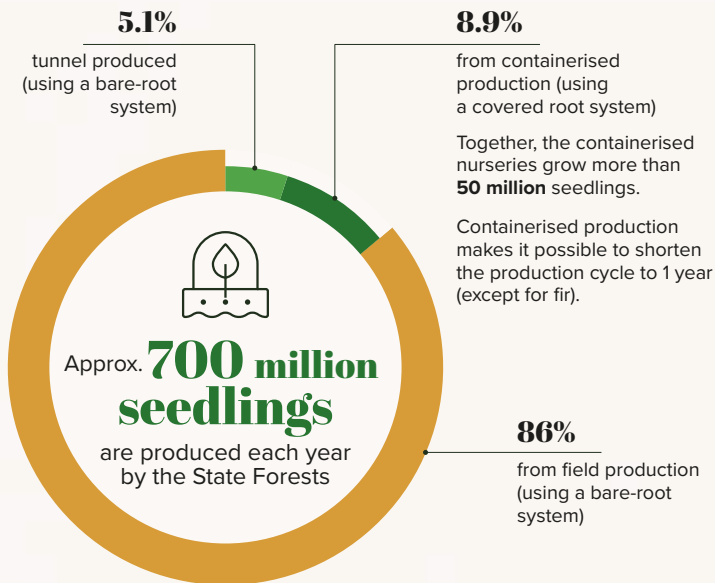 5.1%
tunnel produced
(using a bare-root
system)
8.9%
from containerised
production (using
a covered root system)
Together, the containerised
nurseries grow more than
50 million seedlings.
Containerised production
makes it possible to shorten
the production cycle to 1 year
(except for fir).
Approx. 700 million
seedlings
are produced each year
by the State Forests
86%
from field production
(using a bare-root
system)